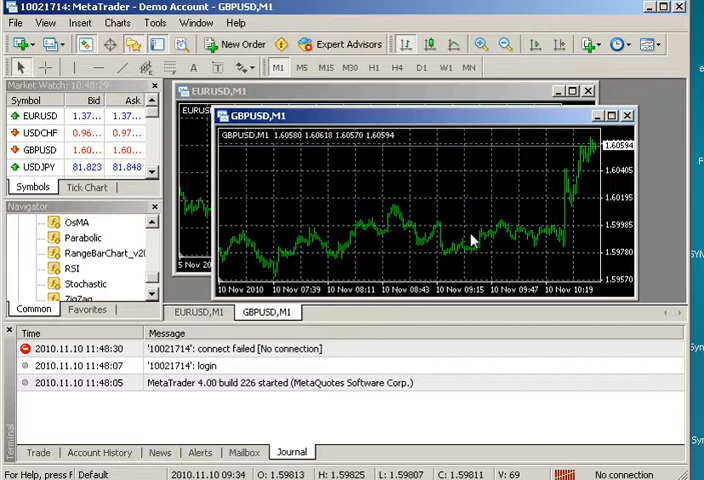 10021714: MetaTrader - Demo Account - GBPUSD,M1
File View Insert Charts Tools Window Help
New Order Expert Advisors
A M1 M5 M15 M30 H1 H4 D1 W1 MN
Market Watch: 10:48:29
Symbol Bid Ask
EURUSD 1.37... 1.37...
USDCHF 0.96... 0.97...
GBPUSD 1.60... 1.60...
USDJPY 81.823 81.848
Symbols Tick Chart
Navigator
OsMA
Parabolic
RangeBarChart_v20
RSI
Stochastic
ZigZag
Common Favorites
EURUSD,M1
EURUS
5 Nov 20
GBPUSD,M1
GBPUSD,M1 1.60580 1.60618 1.60570 1.60594
1.60594
1.60405
1.60195
1.59985
1.59780
1.59570
10 Nov 2010 10 Nov 07:39 10 Nov 08:11 10 Nov 08:43 10 Nov 09:15 10 Nov 09:47 10 Nov 10:19
EURUSD,M1 GBPUSD,M1
Time Message
2010.11.10 11:48:30 '10021714': connect failed [No connection]
2010.11.10 11:48:07 '10021714': login
2010.11.10 11:48:05 MetaTrader 4.00 build 226 started (MetaQuotes Software Corp.)
Terminal
Trade Account History News Alerts Mailbox Journal
For Help, press F Default 2010.11.10 09:34 O: 1.59813 H: 1.59825 L: 1.59807 C: 1.59811 V: 69 No connection